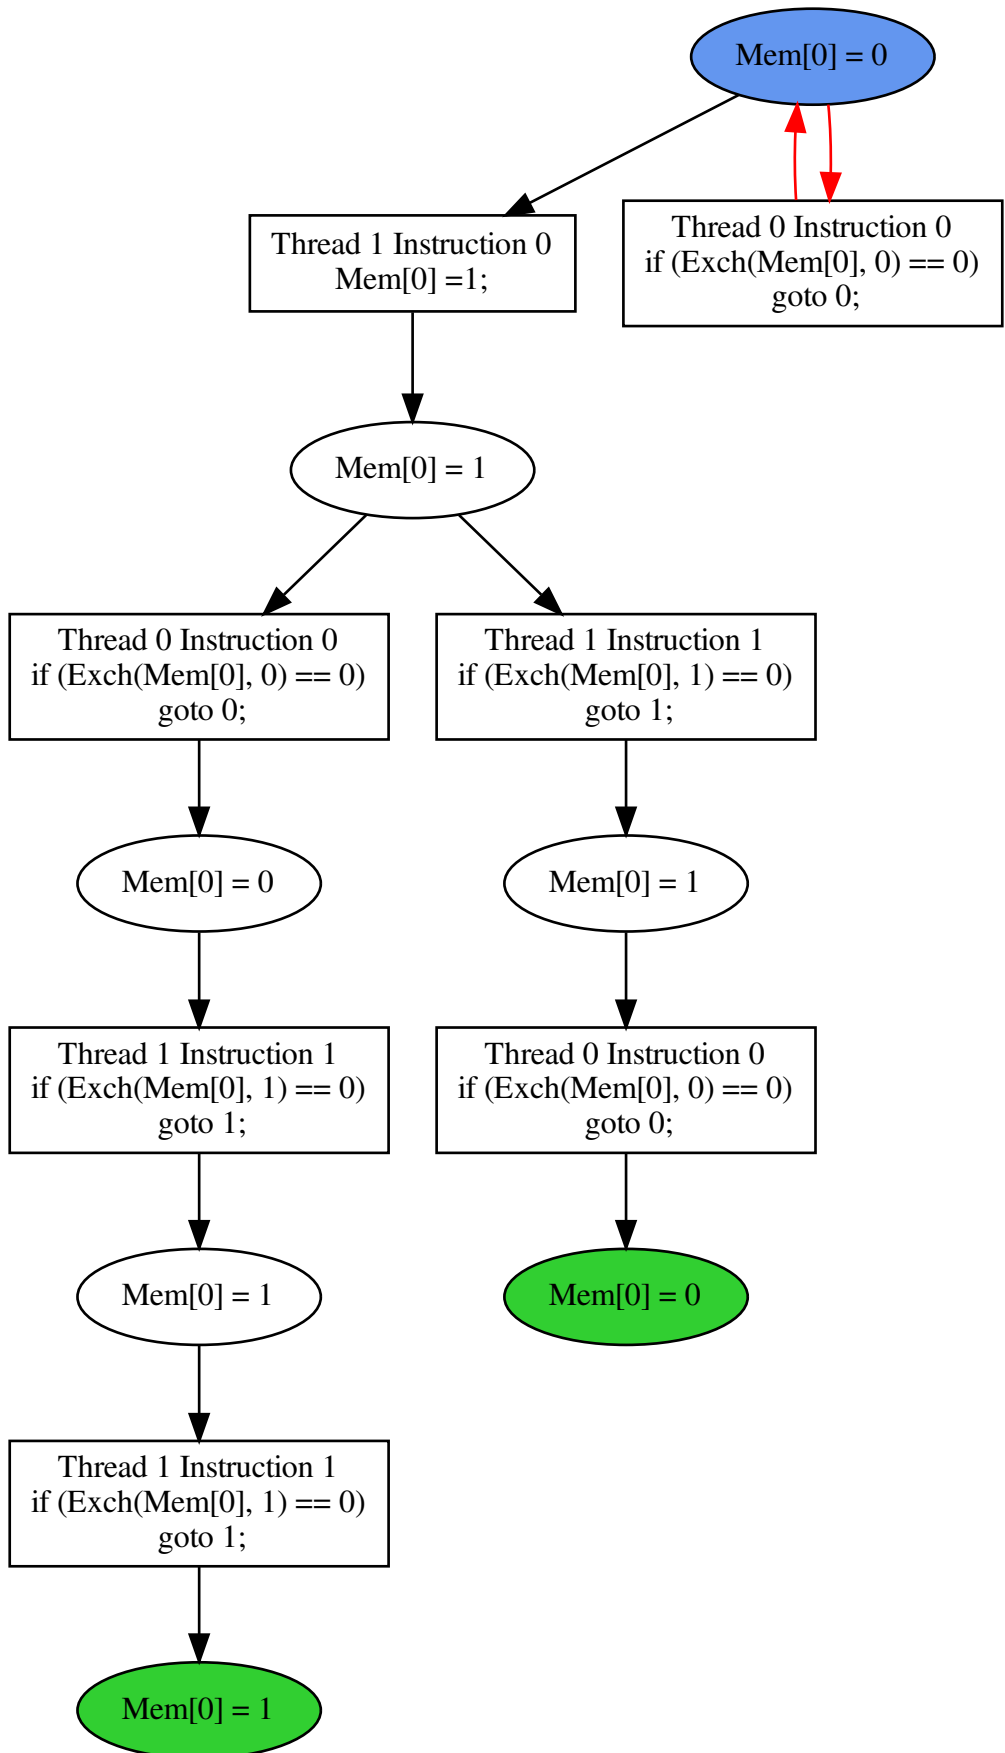 Mem[0] = 0
Thread 1 Instruction 0
Mem[0] =1;
Thread 0 Instruction 0
if (Exch(Mem[0], 0) == 0)
goto 0;
Mem[0] = 1
Thread 0 Instruction 0
if (Exch(Mem[0], 0) == 0)
goto 0;
Thread 1 Instruction 1
if (Exch(Mem[0], 1) == 0)
goto 1;
Mem[0] = 0
Mem[0] = 1
Thread 1 Instruction 1
if (Exch(Mem[0], 1) == 0)
goto 1;
Thread 0 Instruction 0
if (Exch(Mem[0], 0) == 0)
goto 0;
Mem[0] = 1
Mem[0] = 0
Thread 1 Instruction 1
if (Exch(Mem[0], 1) == 0)
goto 1;
Mem[0] = 1